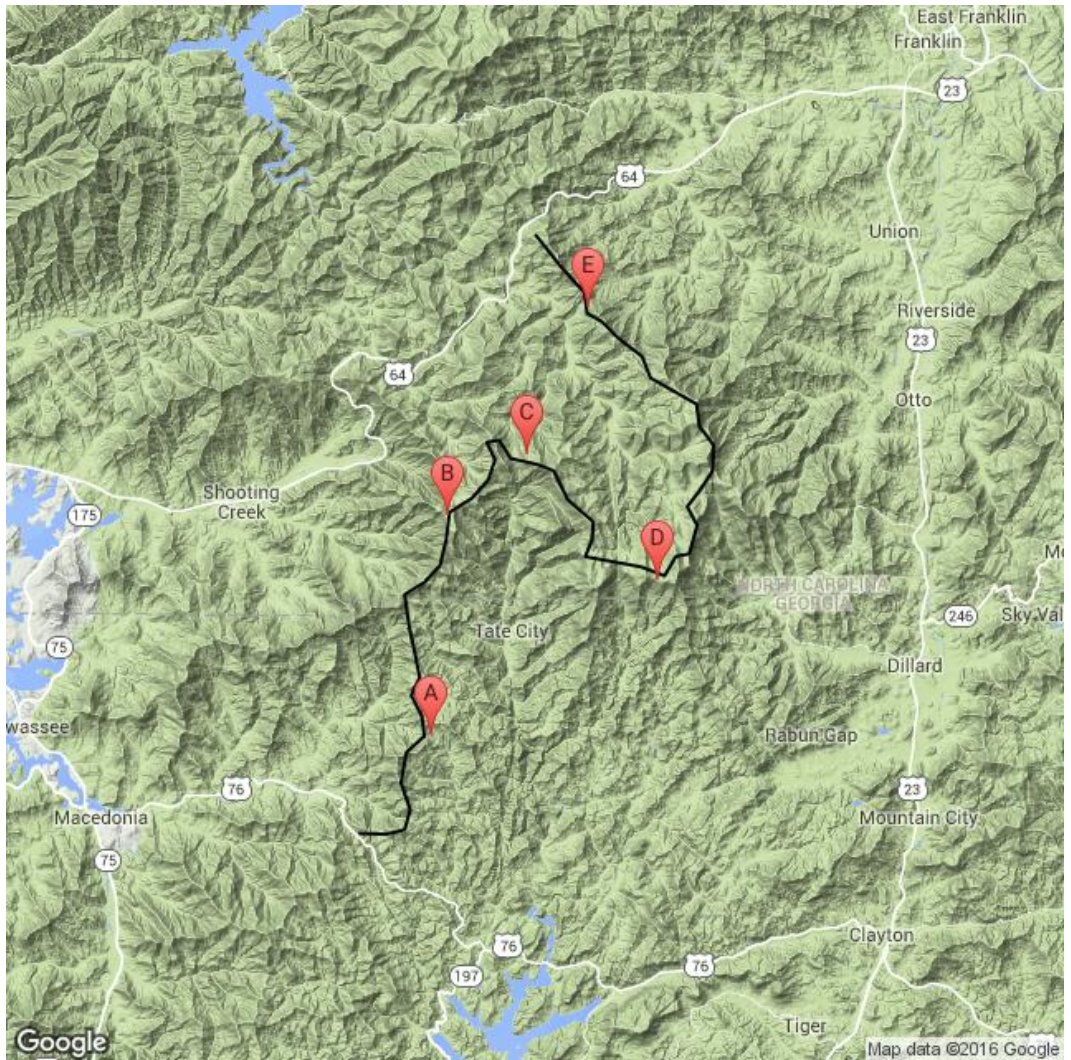 East Franklin
Franklin
23
64
Union
E
Riverside
23
64
Otto
C
B
Shooting
Creek
175
D
NORTH CAROLINA
GEORGIA
Tate City
246
Sky Val
75
Dillard
A
wassee
Rabun Gap
76
23
Macedonia
Mountain City
75
Clayton
76
76
197
Tiger
Google
Map data ©2016 Google